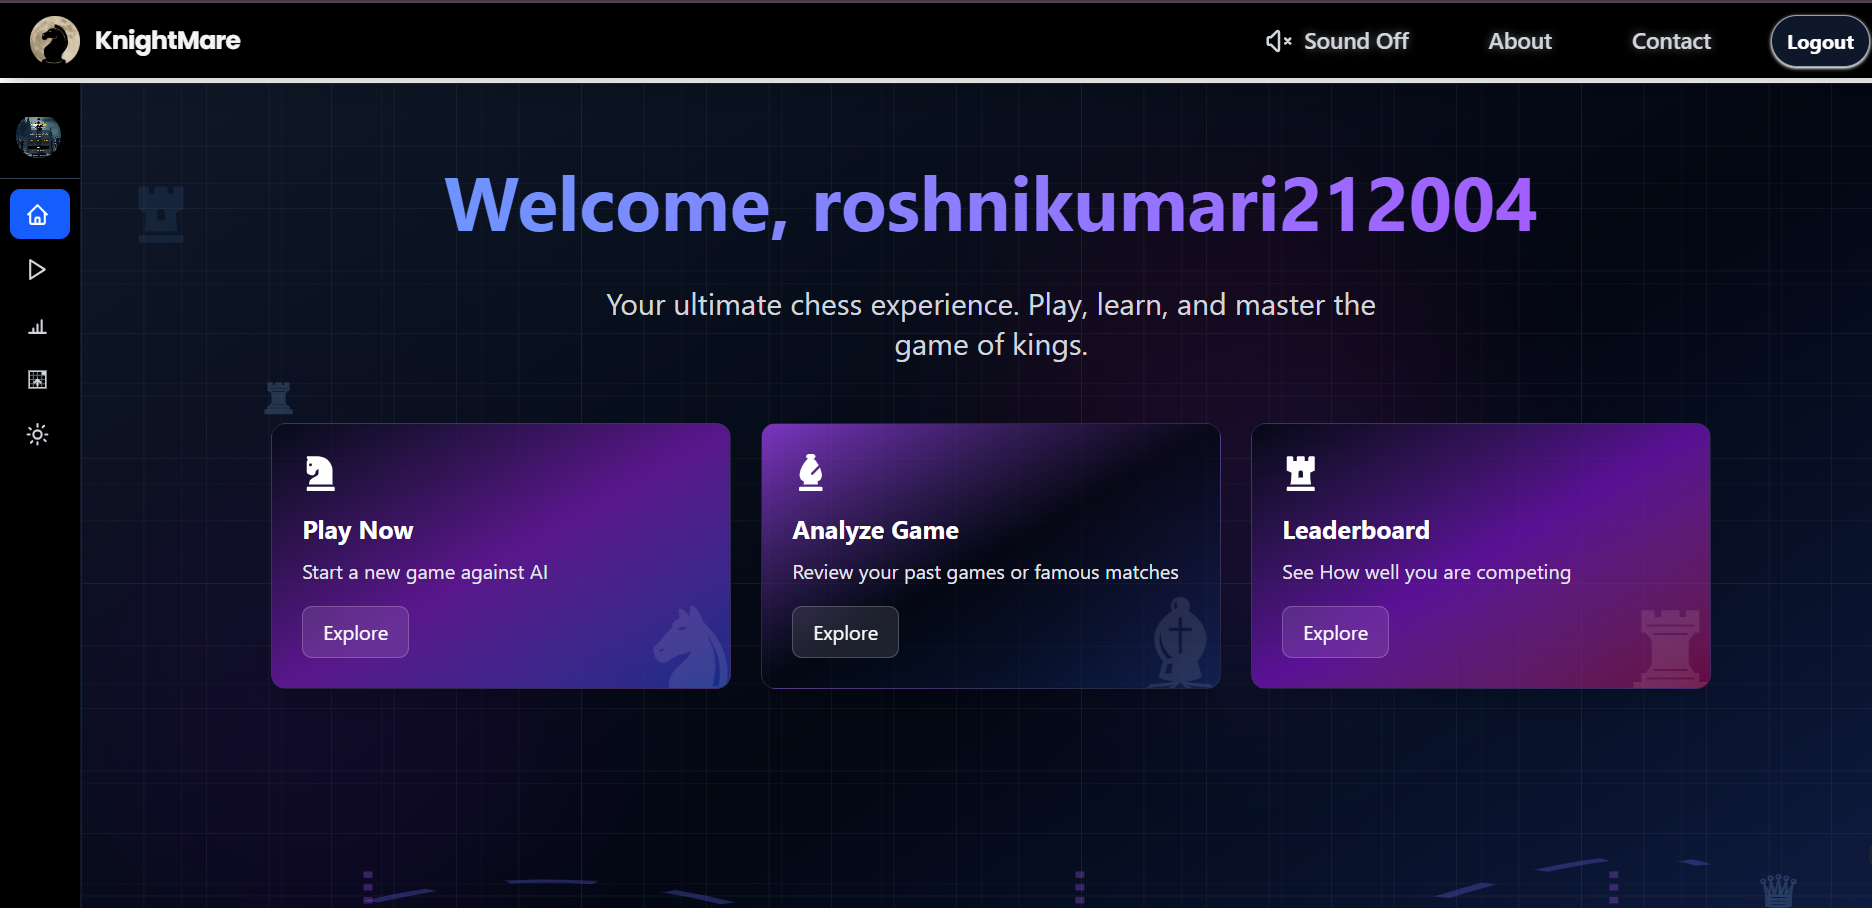 KnightMare
Sound Off
About
Contact
Logout
Welcome, roshnikumari212004
Your ultimate chess experience. Play, learn, and master the
game of kings.
Play Now
Start a new game against AI
Explore
Analyze Game
Review your past games or famous matches
Explore
Leaderboard
See How well you are competing
Explore